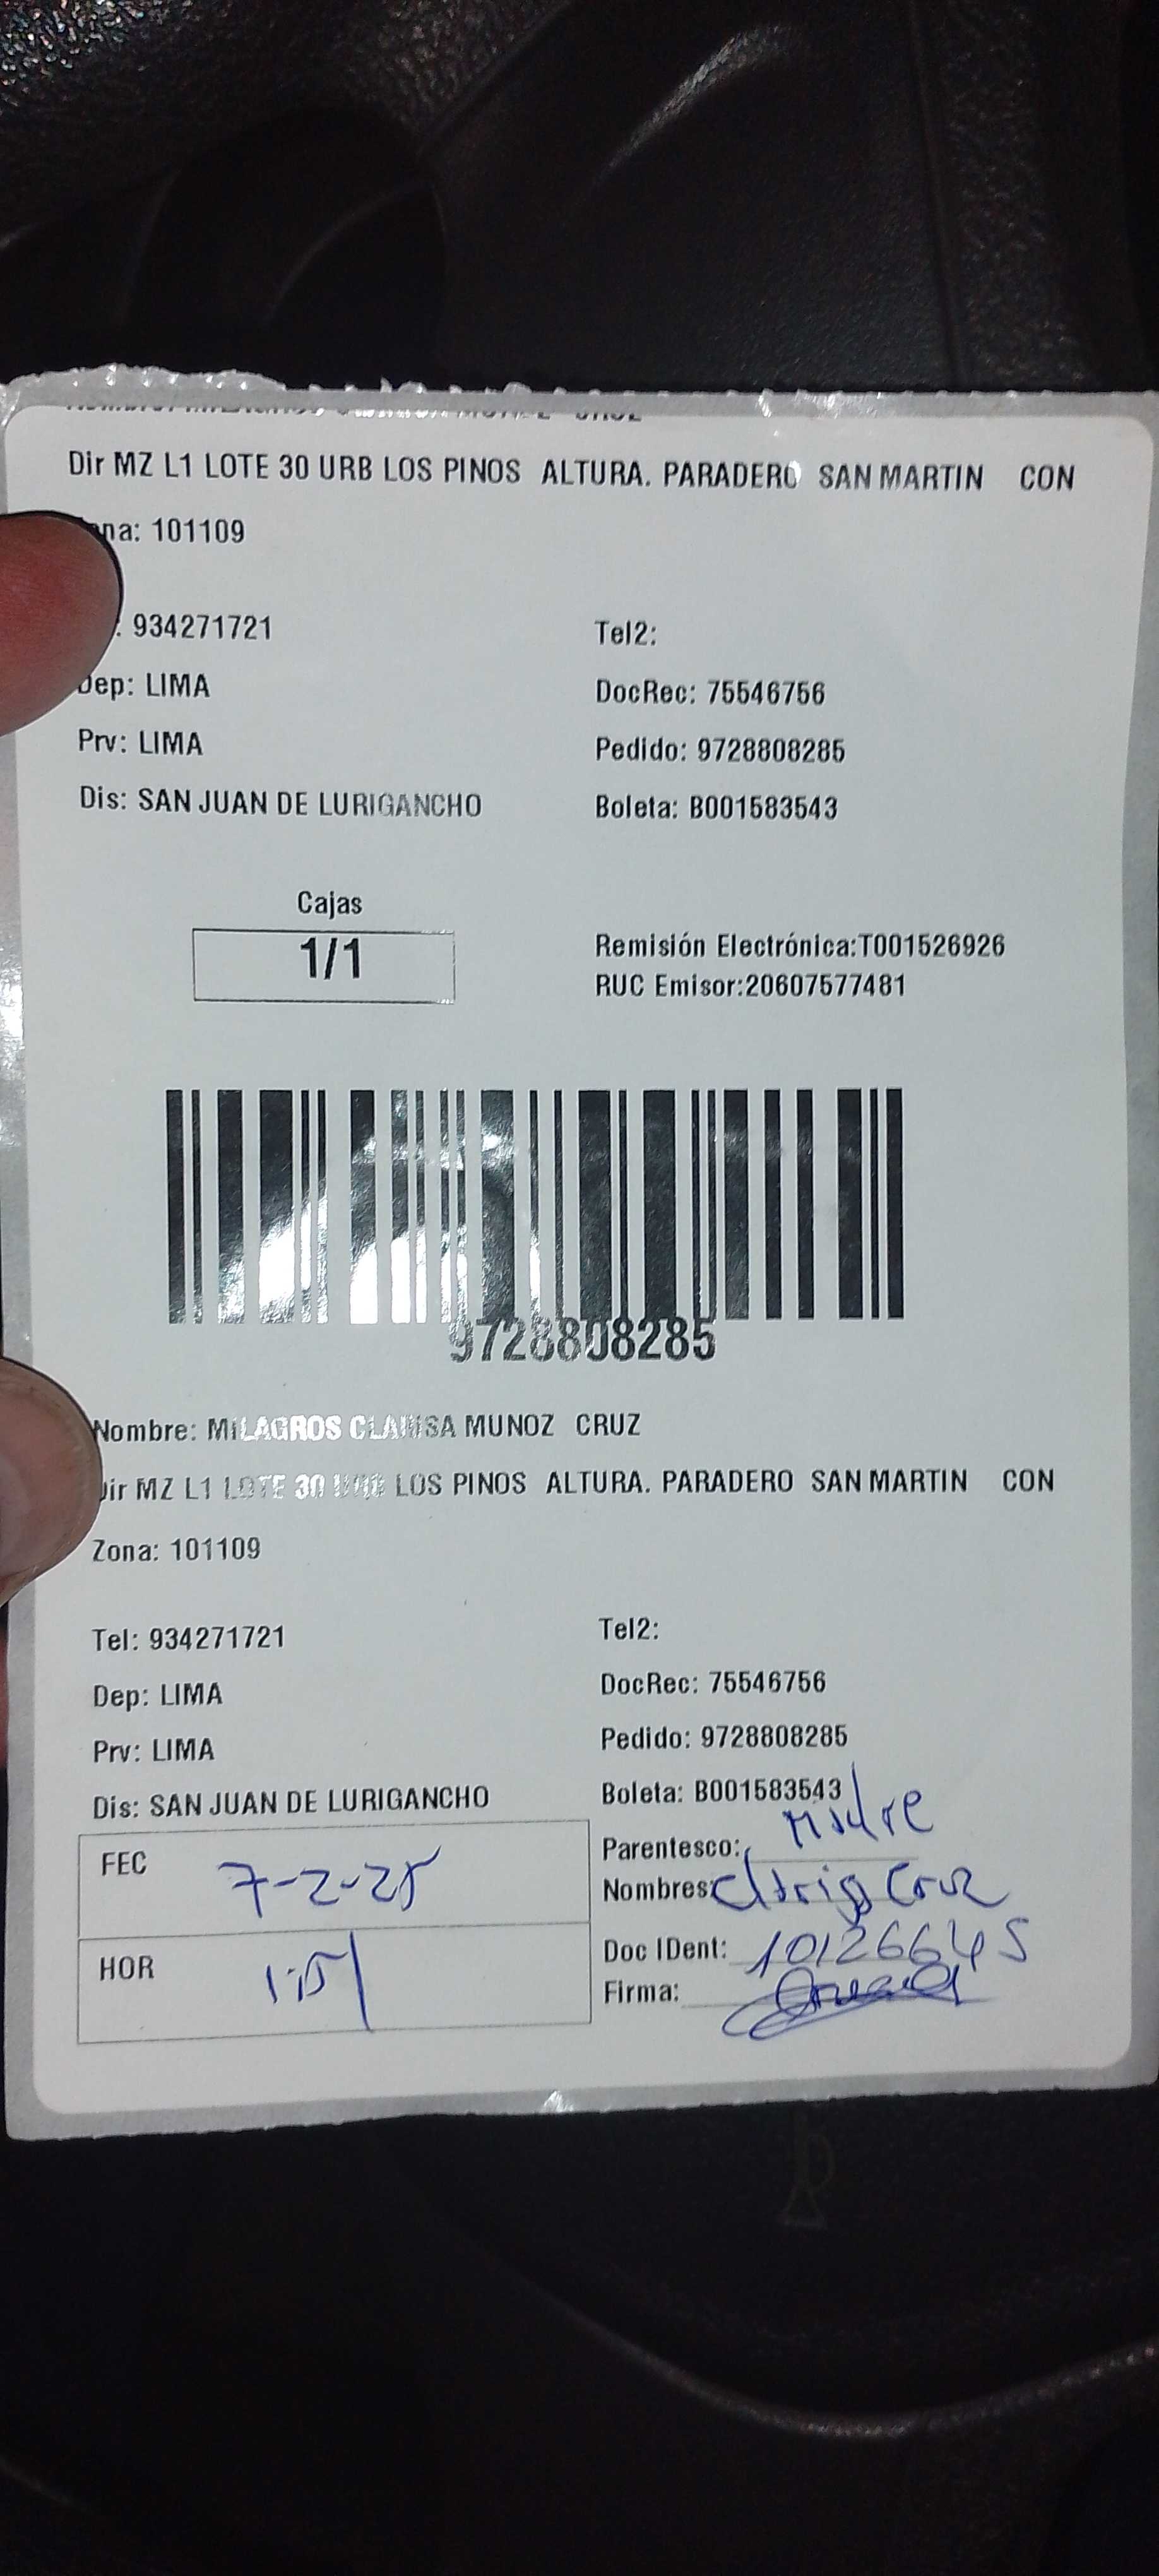 Dir MZ L1 LOTE 30 URB LOS PINOS ALTURA. PARADERO SAN MARTIN CON
na: 101109
: 934271721 Tel2:
Dep: LIMA DocRec: 75546756
Prv: LIMA Pedido: 9728808285
Dis: SAN JUAN DE LURIGANCHO Boleta: B001583543
Cajas
1/1
Remisión Electrónica:T001526926
RUC Emisor:20607577481
9728808285
Nombre: MILAGROS CLARISA MUNOZ CRUZ
Dir MZ L1 LOTE 30 URB LOS PINOS ALTURA. PARADERO SAN MARTIN CON
Zona: 101109
Tel: 934271721 Tel2:
Dep: LIMA DocRec: 75546756
Prv: LIMA Pedido: 9728808285
Dis: SAN JUAN DE LURIGANCHO Boleta: B001583543
FEC 7-2-25
HOR
Parentesco: Madre
Nombres: Cruz
Doc IDent: 10126645
Firma: